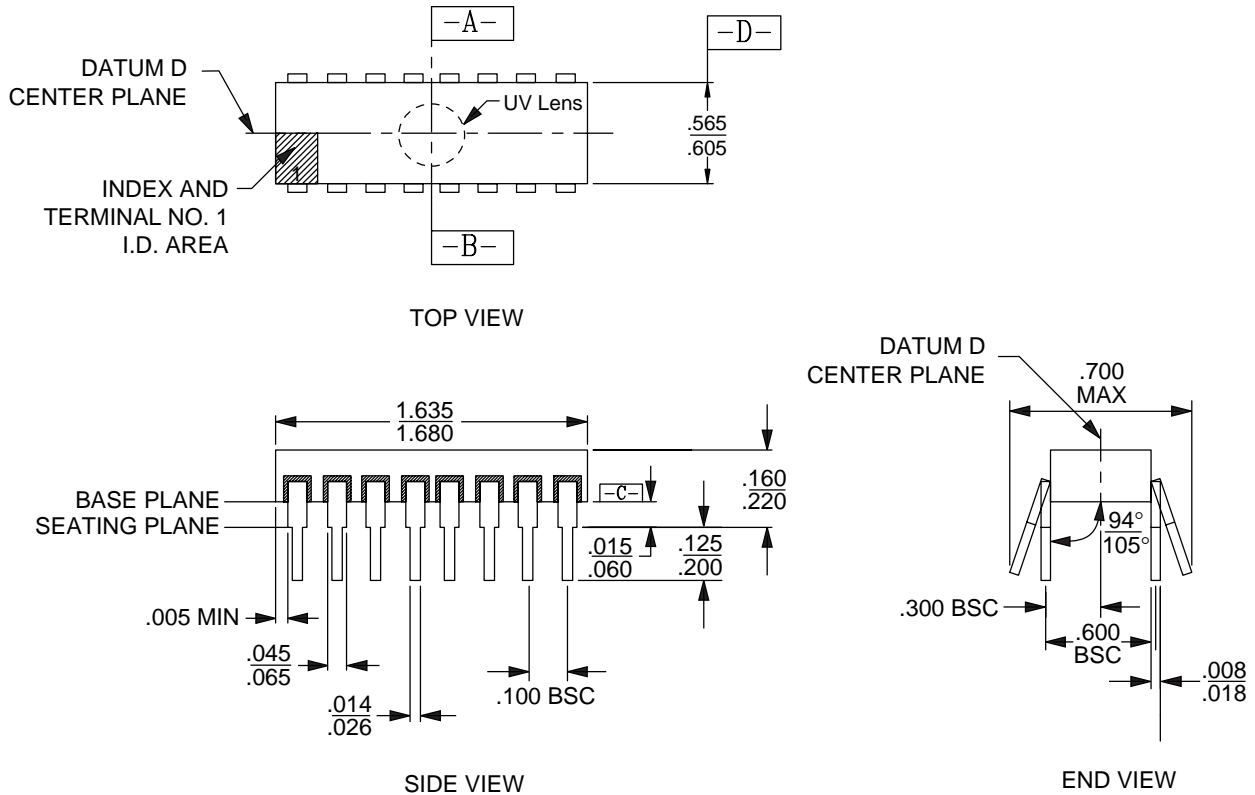 -A-
-D-
DATUM D
CENTER PLANE
UV Lens
.565
.605
1
INDEX AND
TERMINAL NO. 1
I.D. AREA
-B-
TOP VIEW
DATUM D
CENTER PLANE
.700
MAX
1.635
1.680
BASE PLANE
SEATING PLANE
-C-
.160
.220
.015
.060
.125
.200
94°
105°
.005 MIN
.300 BSC
.045
.065
.100 BSC
.600
BSC
.014
.026
.008
.018
SIDE VIEW
END VIEW